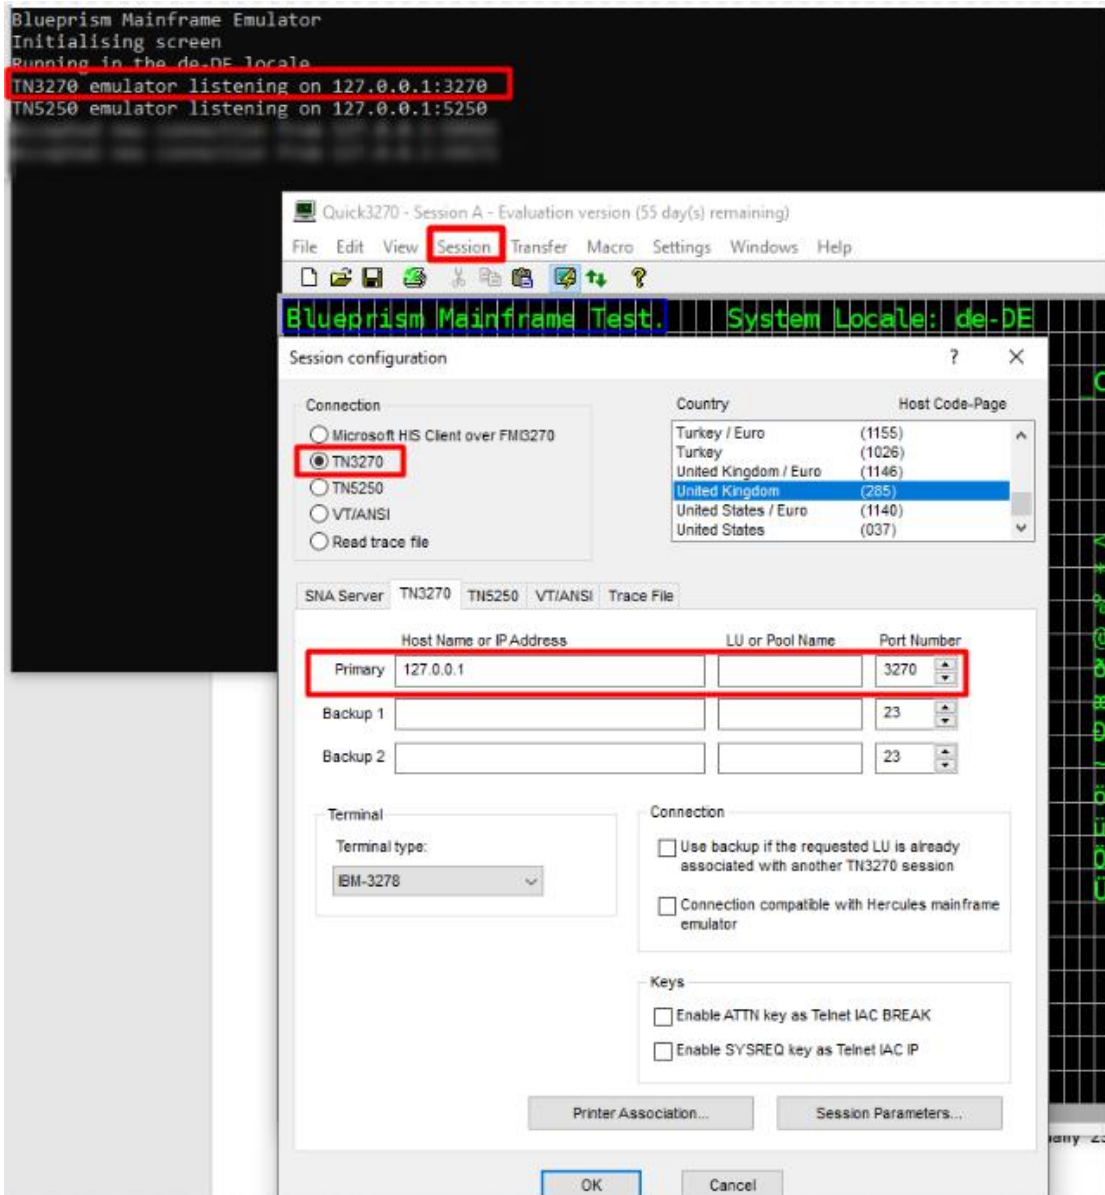 Blueprism Mainframe Emulator
Initialising screen
Running in the de-DE locale
TN3270 emulator listening on 127.0.0.1:3270
TN5250 emulator listening on 127.0.0.1:5250
Quick3270 - Session A - Evaluation version (55 day(s) remaining)
File Edit View Session Transfer Macro Settings Windows Help
Blueprism Mainframe Test. System Locale: de-DE
Session configuration ? ×
Connection
Microsoft HIS Client over FMI3270
TN3270
TN5250
VT/ANSI
Read trace file
Country Host Code-Page
Turkey / Euro (1155)
Turkey (1026)
United Kingdom / Euro (1146)
United Kingdom (285)
United States / Euro (1140)
United States (037)
SNA Server TN3270 TN5250 VT/ANSI Trace File
Host Name or IP Address LU or Pool Name Port Number
Primary 127.0.0.1 3270
Backup 1 23
Backup 2 23
Terminal
Terminal type:
IBM-3278
Connection
Use backup if the requested LU is already
associated with another TN3270 session
Connection compatible with Hercules mainframe
emulator
Keys
Enable ATTN key as Telnet IAC BREAK
Enable SYSREQ key as Telnet IAC IP
Printer Association... Session Parameters...
OK Cancel